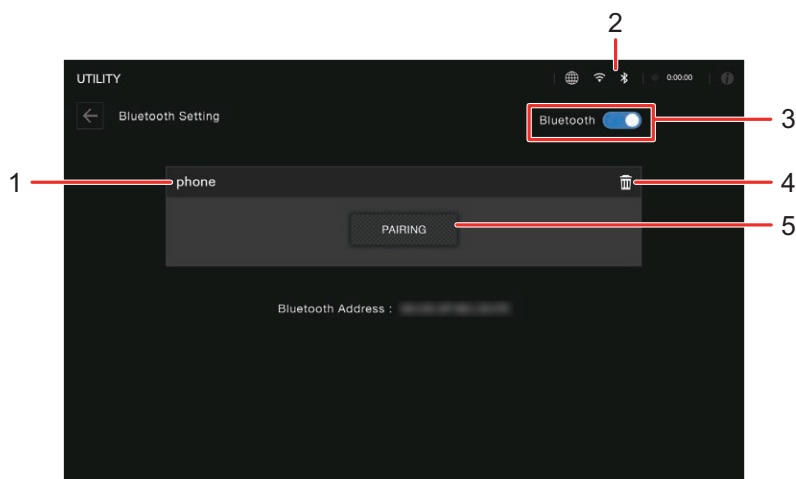 2
UTILITY 0:00:00
Bluetooth Setting Bluetooth 3
1 phone 4
PAIRING 5
Bluetooth Address :